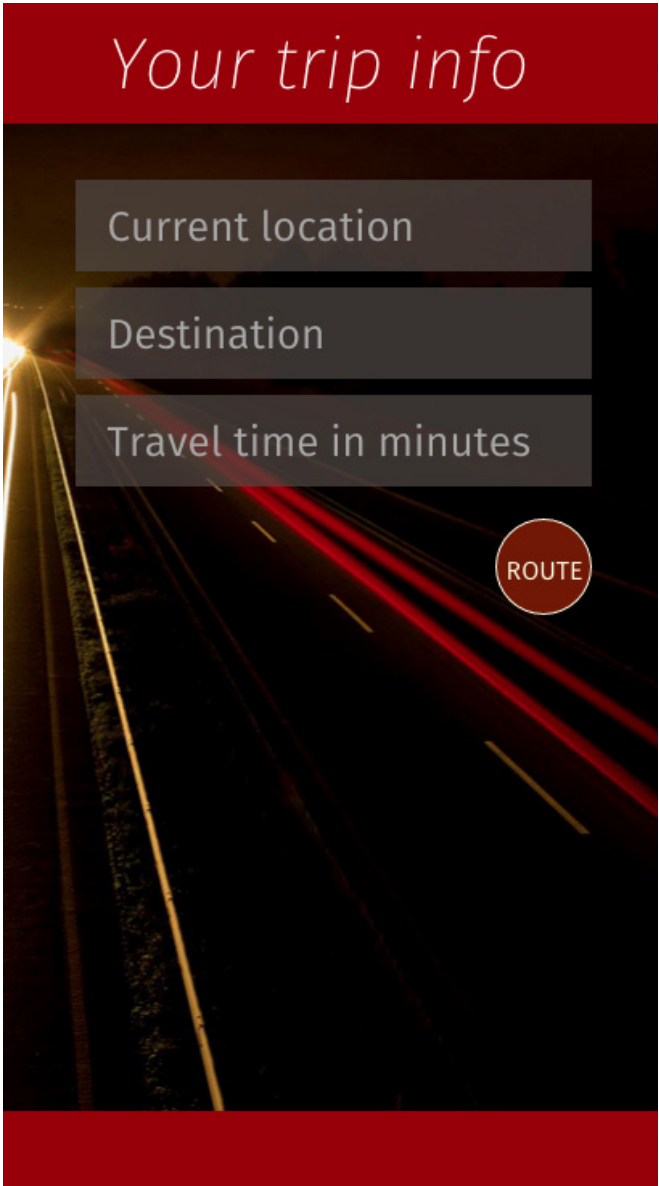 Your trip info
Current location
Destination
Travel time in minutes
ROUTE